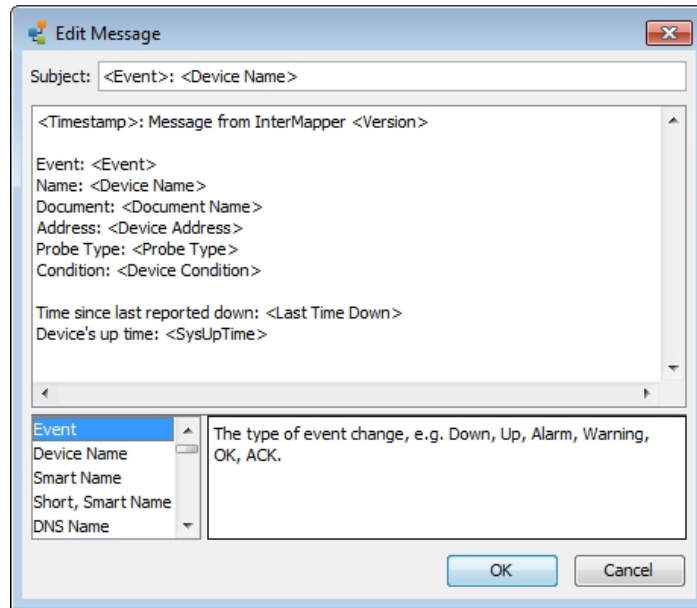 Edit Message
Subject: <Event>: <Device Name>
<Timestamp>: Message from InterMapper <Version>
Event: <Event>
Name: <Device Name>
Document: <Document Name>
Address: <Device Address>
Probe Type: <Probe Type>
Condition: <Device Condition>
Time since last reported down: <Last Time Down>
Device's up time: <SysUpTime>
Event
Device Name
Smart Name
Short, Smart Name
DNS Name
The type of event change, e.g. Down, Up, Alarm, Warning,
OK, ACK.
OK
Cancel